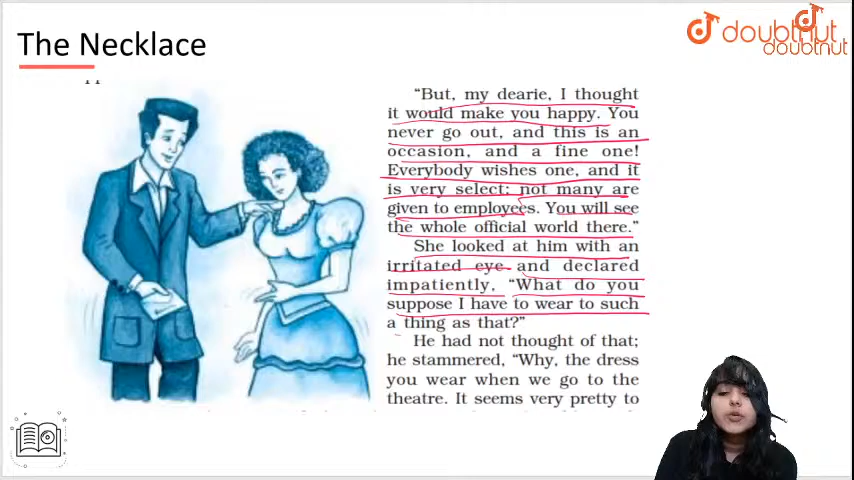 The Necklace
doubtnut
doubtnut
"But, my dearie, I thought
it would make you happy. You
never go out, and this is an
occasion, and a fine one!
Everybody wishes one, and it
is very select; not many are
given to employees. You will see
the whole official world there."
She looked at him with an
irritated eye and declared
impatiently, "What do you
suppose I have to wear to such
a thing as that?"
He had not thought of that;
he stammered, "Why, the dress
you wear when we go to the
theatre. It seems very pretty to